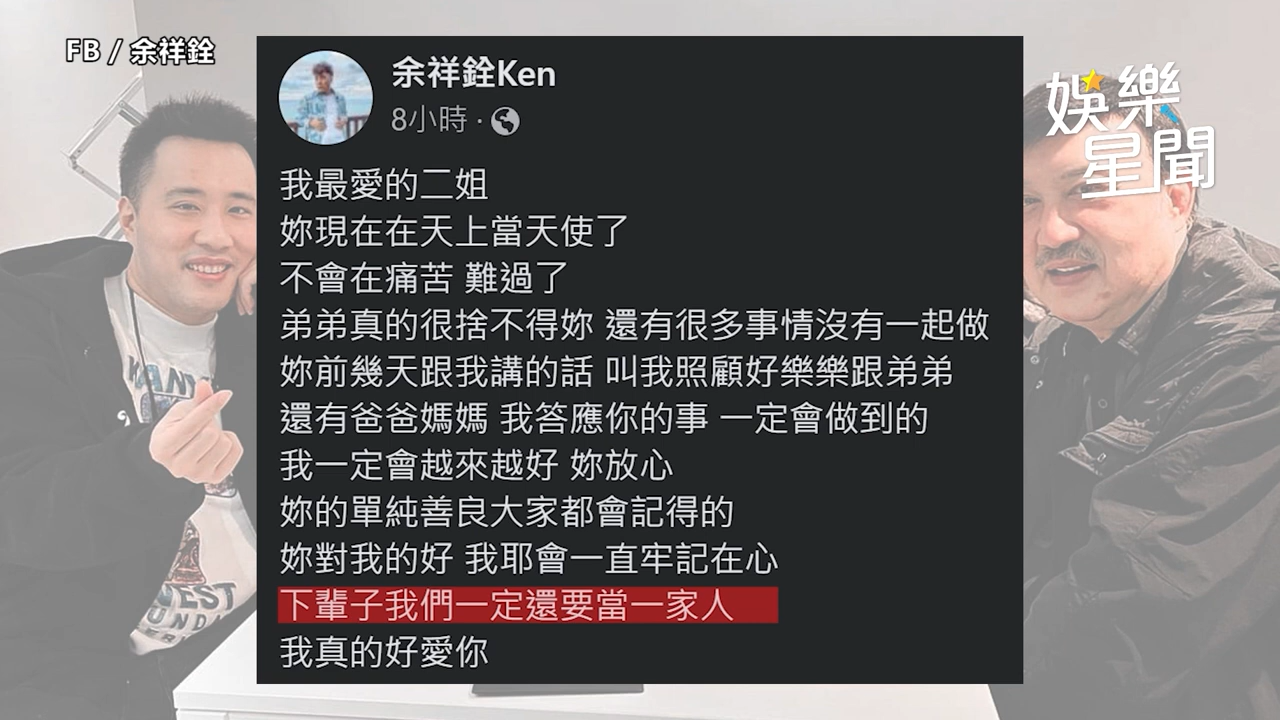 FB / 余祥銓
娛樂
星聞
余祥銓Ken
8小時 ·
我最愛的二姐
妳現在在天上當天使了
不會在痛苦 難過了
弟弟真的很捨不得妳 還有很多事情沒有一起做
妳前幾天跟我講的話 叫我照顧好樂樂跟弟弟
還有爸爸媽媽 我答應你的事 一定會做到的
我一定會越來越好 妳放心
妳的單純善良大家都會記得的
妳對我的好 我耶會一直牢記在心
下輩子我們一定還要當一家人
我真的好愛你